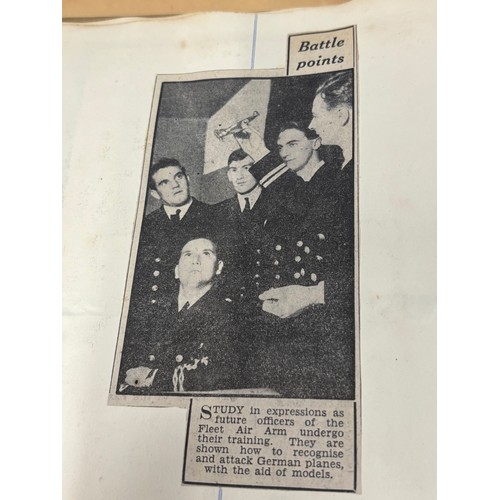 Battle
points
STUDY in expressions as
future officers of the
Fleet Air Arm undergo
their training. They are
shown how to recognise
and attack German planes,
with the aid of models.